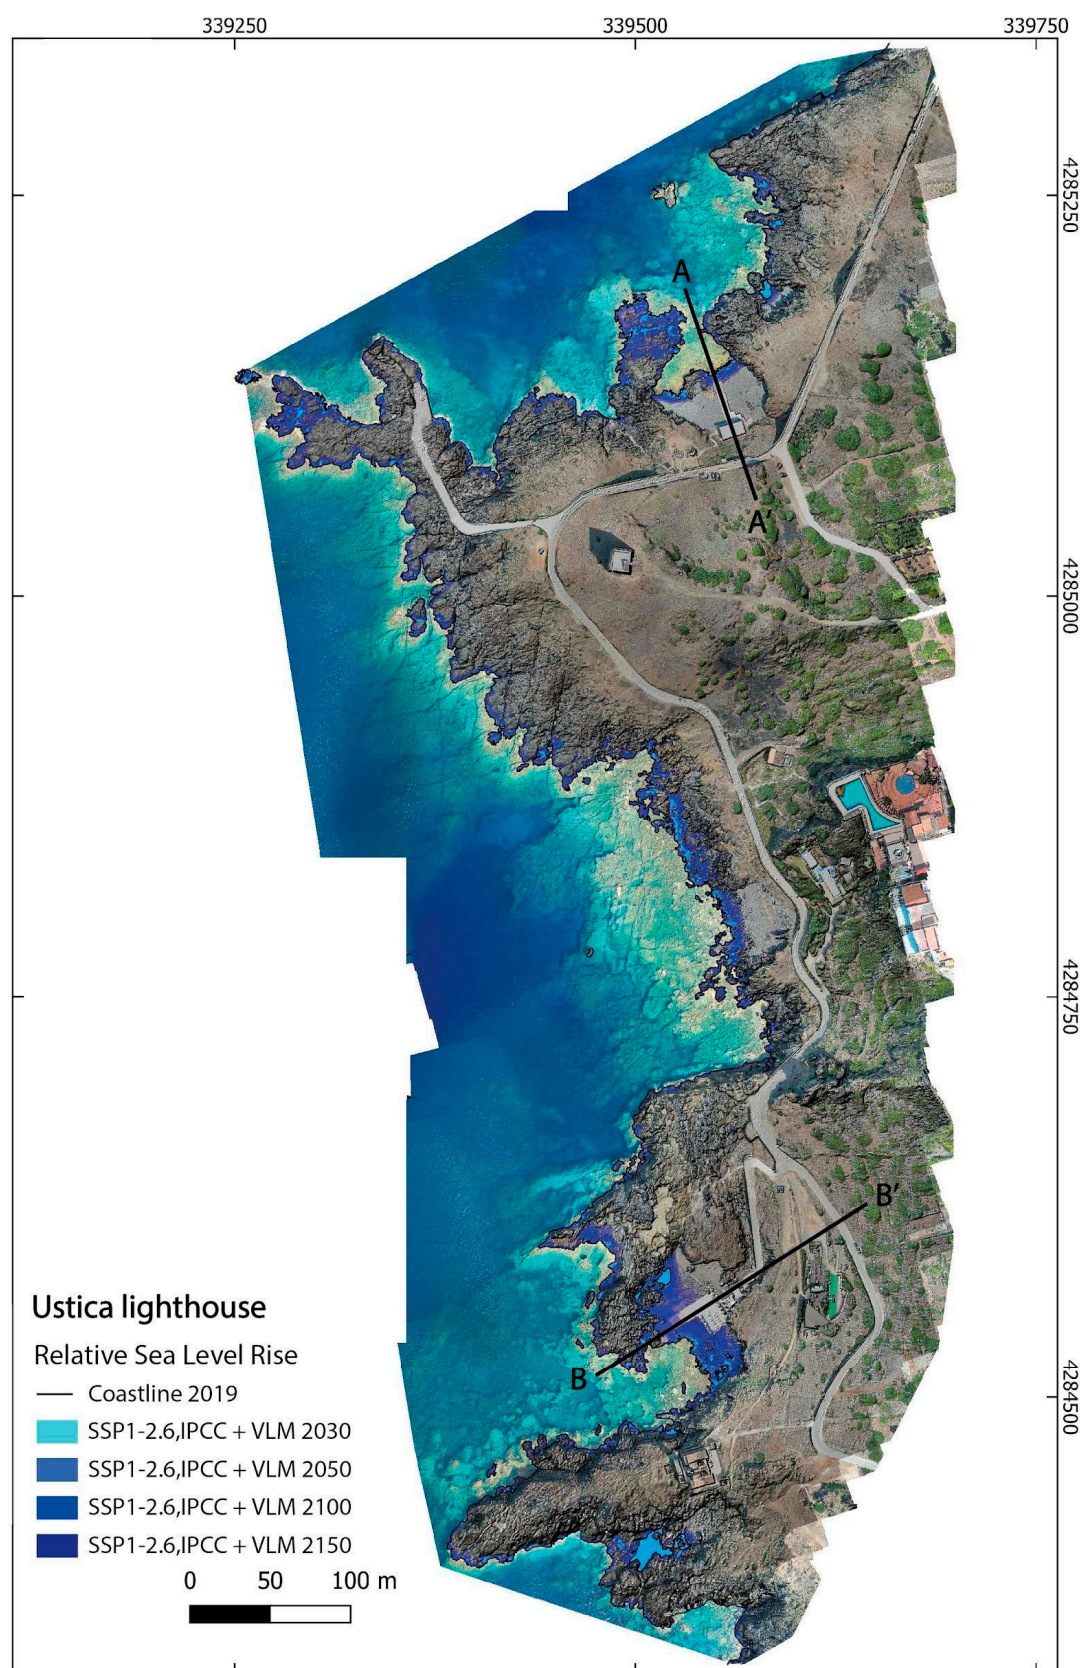 339250
339500
339750
4285250
A
A'
4285000
4284750
B'
B
4284500
Ustica lighthouse
Relative Sea Level Rise
Coastline 2019
SSP1-2.6,IPCC + VLM 2030
SSP1-2.6,IPCC + VLM 2050
SSP1-2.6,IPCC + VLM 2100
SSP1-2.6,IPCC + VLM 2150
0 50 100 m